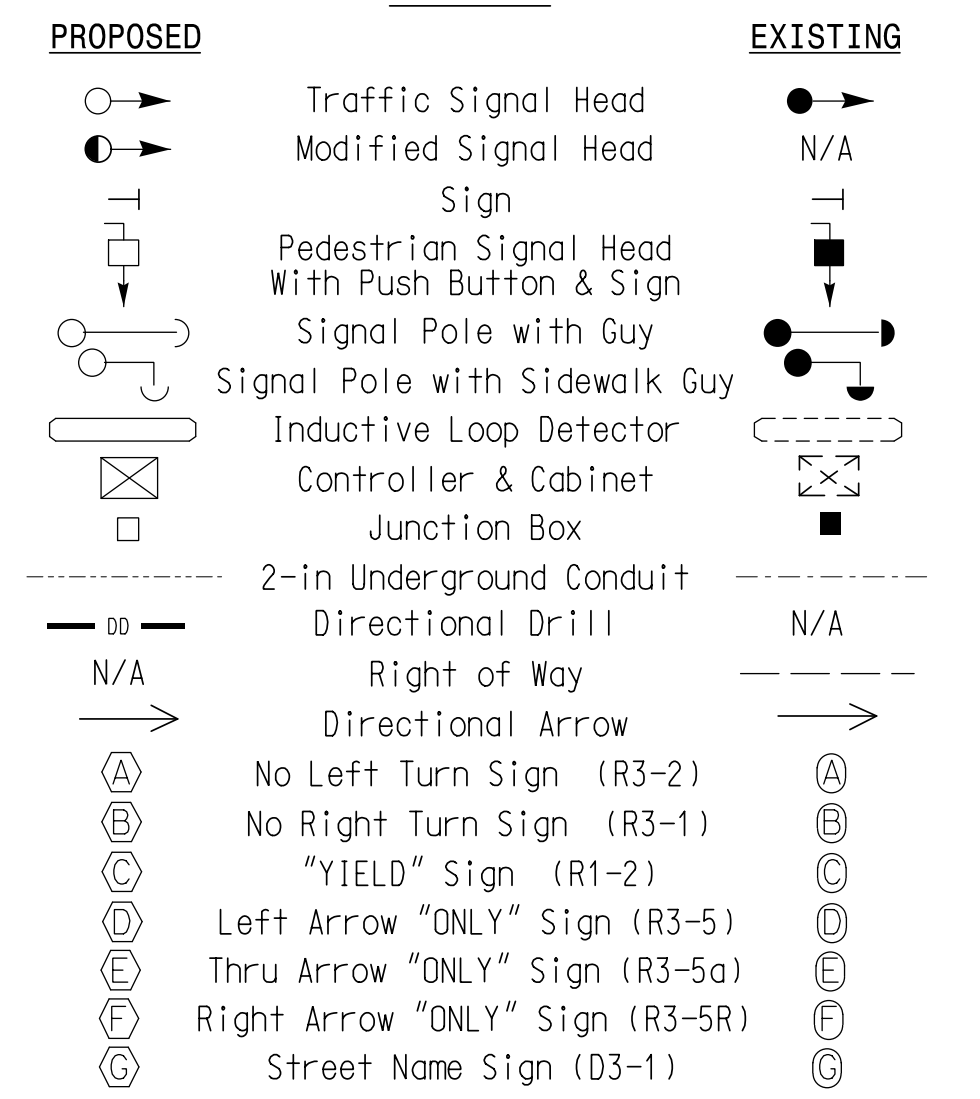 PROPOSED EXISTING
Traffic Signal Head
Modified Signal Head N/A
Sign
Pedestrian Signal Head
With Push Button & Sign
Signal Pole with Guy
Signal Pole with Sidewalk Guy
Inductive Loop Detector
Controller & Cabinet
Junction Box
2-in Underground Conduit
DD Directional Drill N/A
N/A Right of Way
Directional Arrow
A No Left Turn Sign (R3-2) A
B No Right Turn Sign (R3-1) B
C "YIELD" Sign (R1-2) C
D Left Arrow "ONLY" Sign (R3-5) D
E Thru Arrow "ONLY" Sign (R3-5a) E
F Right Arrow "ONLY" Sign (R3-5R) F
G Street Name Sign (D3-1) G